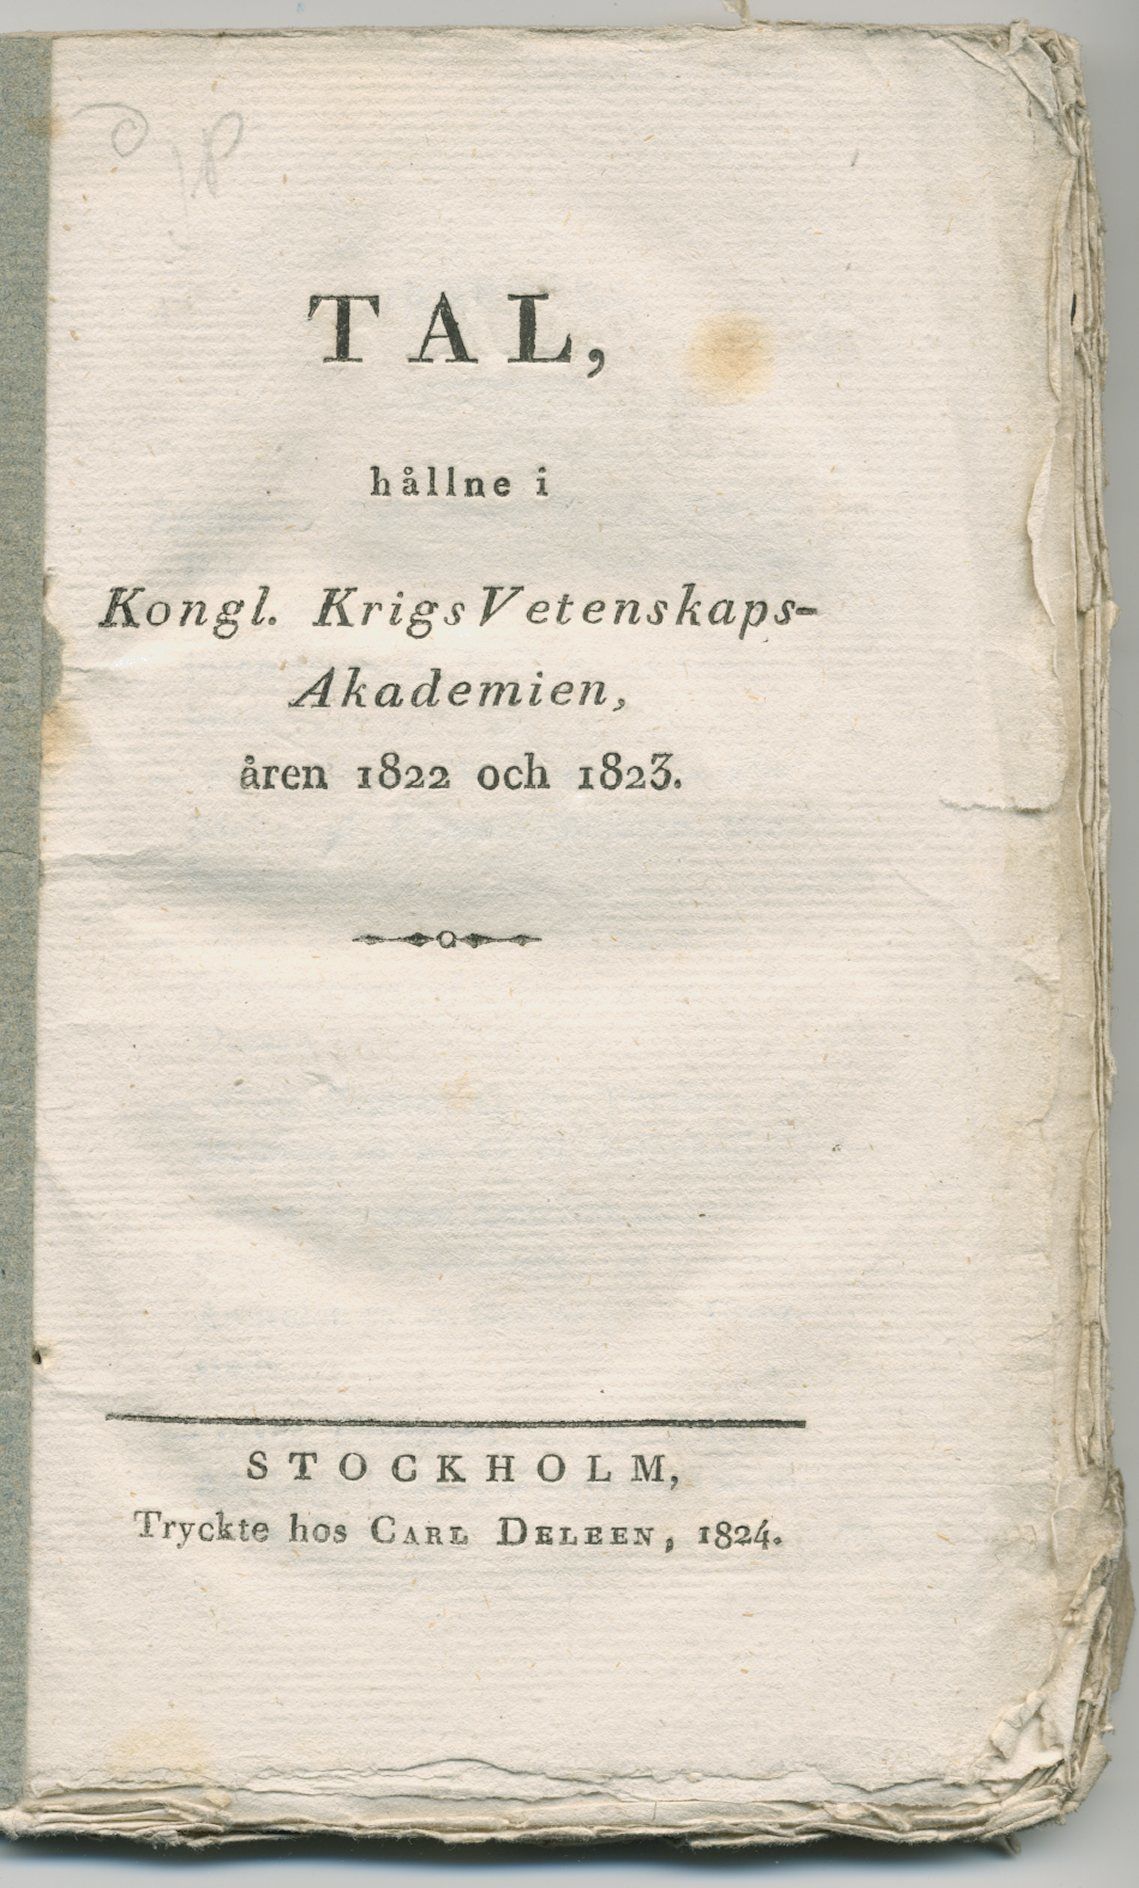 TAL,
hållne i
Kongl. KrigsVetenskaps-
Akademien,
åren 1822 och 1823.
STOCKHOLM,
Tryckte hos CARL DELEEN, 1824.